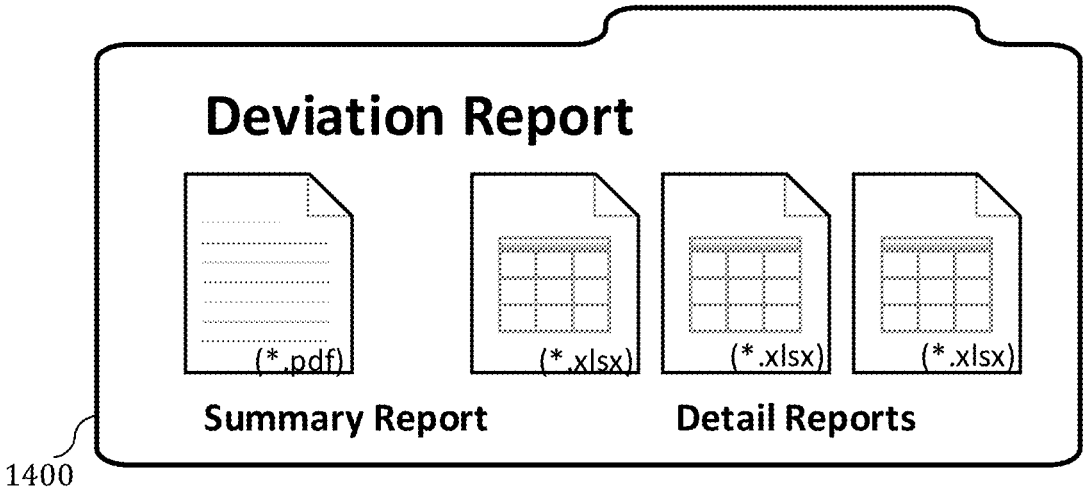 Deviation Report
(*.pdf)
(*.xlsx)
(*.xlsx)
(*.xlsx)
Summary Report
Detail Reports
1400